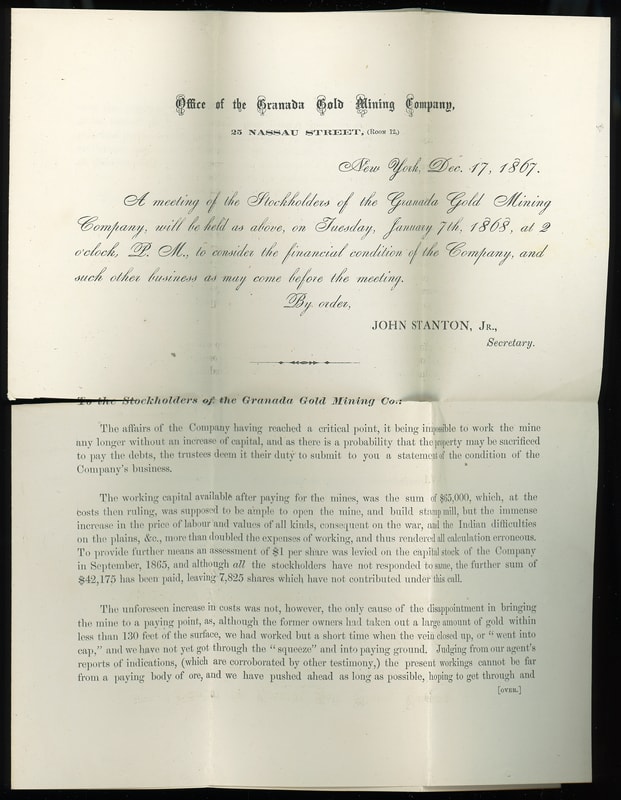 Office of the Granada Gold Mining Company,
25 NASSAU STREET, (Room 12,)
New York, Dec. 17, 1867.
A meeting of the Stockholders of the Granada Gold Mining
Company, will be held as above, on Tuesday, January 7th, 1868, at 2
o'clock, P. M., to consider the financial condition of the Company, and
such other business as may come before the meeting.
By order,
JOHN STANTON, Jr.,
Secretary.
To the Stockholders of the Granada Gold Mining Co.:
The affairs of the Company having reached a critical point, it being impossible to work the mine
any longer without an increase of capital, and as there is a probability that the property may be sacrificed
to pay the debts, the trustees deem it their duty to submit to you a statement of the condition of the
Company's business.
The working capital available after paying for the mines, was the sum of $65,000, which, at the
costs then ruling, was supposed to be ample to open the mine, and build stamp mill, but the immense
increase in the price of labour and values of all kinds, consequent on the war, and the Indian difficulties
on the plains, &c., more than doubled the expenses of working, and thus rendered all calculation erroneous.
To provide further means an assessment of $1 per share was levied on the capital stock of the Company
in September, 1865, and although all the stockholders have not responded to same, the further sum of
$42,175 has been paid, leaving 7,825 shares which have not contributed under this call.
The unforeseen increase in costs was not, however, the only cause of the disappointment in bringing
the mine to a paying point, as, although the former owners had taken out a large amount of gold within
less than 130 feet of the surface, we had worked but a short time when the vein closed up, or "went into
cap," and we have not yet got through the "squeeze" and into paying ground. Judging from our agent's
reports of indications, (which are corroborated by other testimony,) the present workings cannot be far
from a paying body of ore, and we have pushed ahead as long as possible, hoping to get through and
[OVER.]